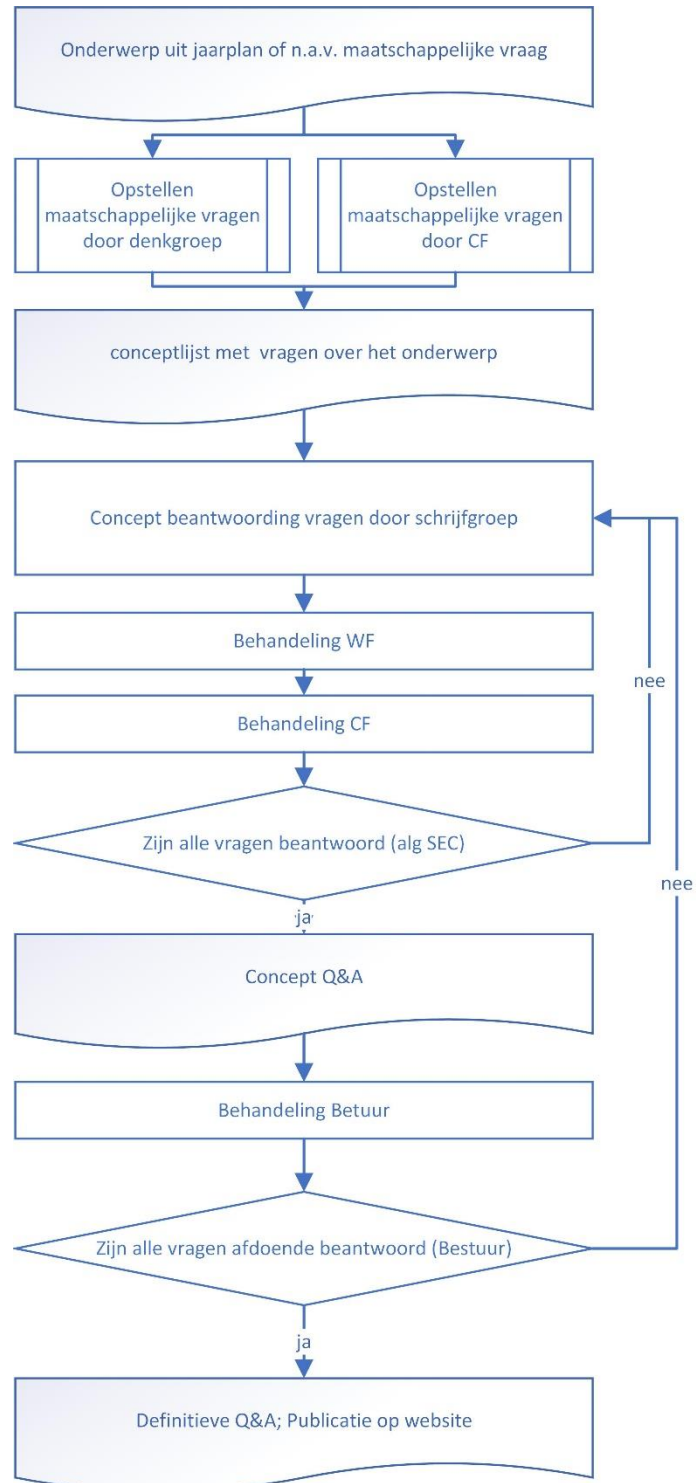 Onderwerp uit jaarplan of n.a.v. maatschappelijke vraag
Opstellen
maatschappelijke vragen
door denkgroep
Opstellen
maatschappelijke vragen
door CF
conceptlijst met vragen over het onderwerp
Concept beantwoording vragen door schrijfgroep
Behandeling WF
nee
Behandeling CF
Zijn alle vragen beantwoord (alg SEC)
nee
ja
Concept Q&A
Behandeling Betuur
Zijn alle vragen afdoende beantwoord (Bestuur)
ja
Definitieve Q&A; Publicatie op website